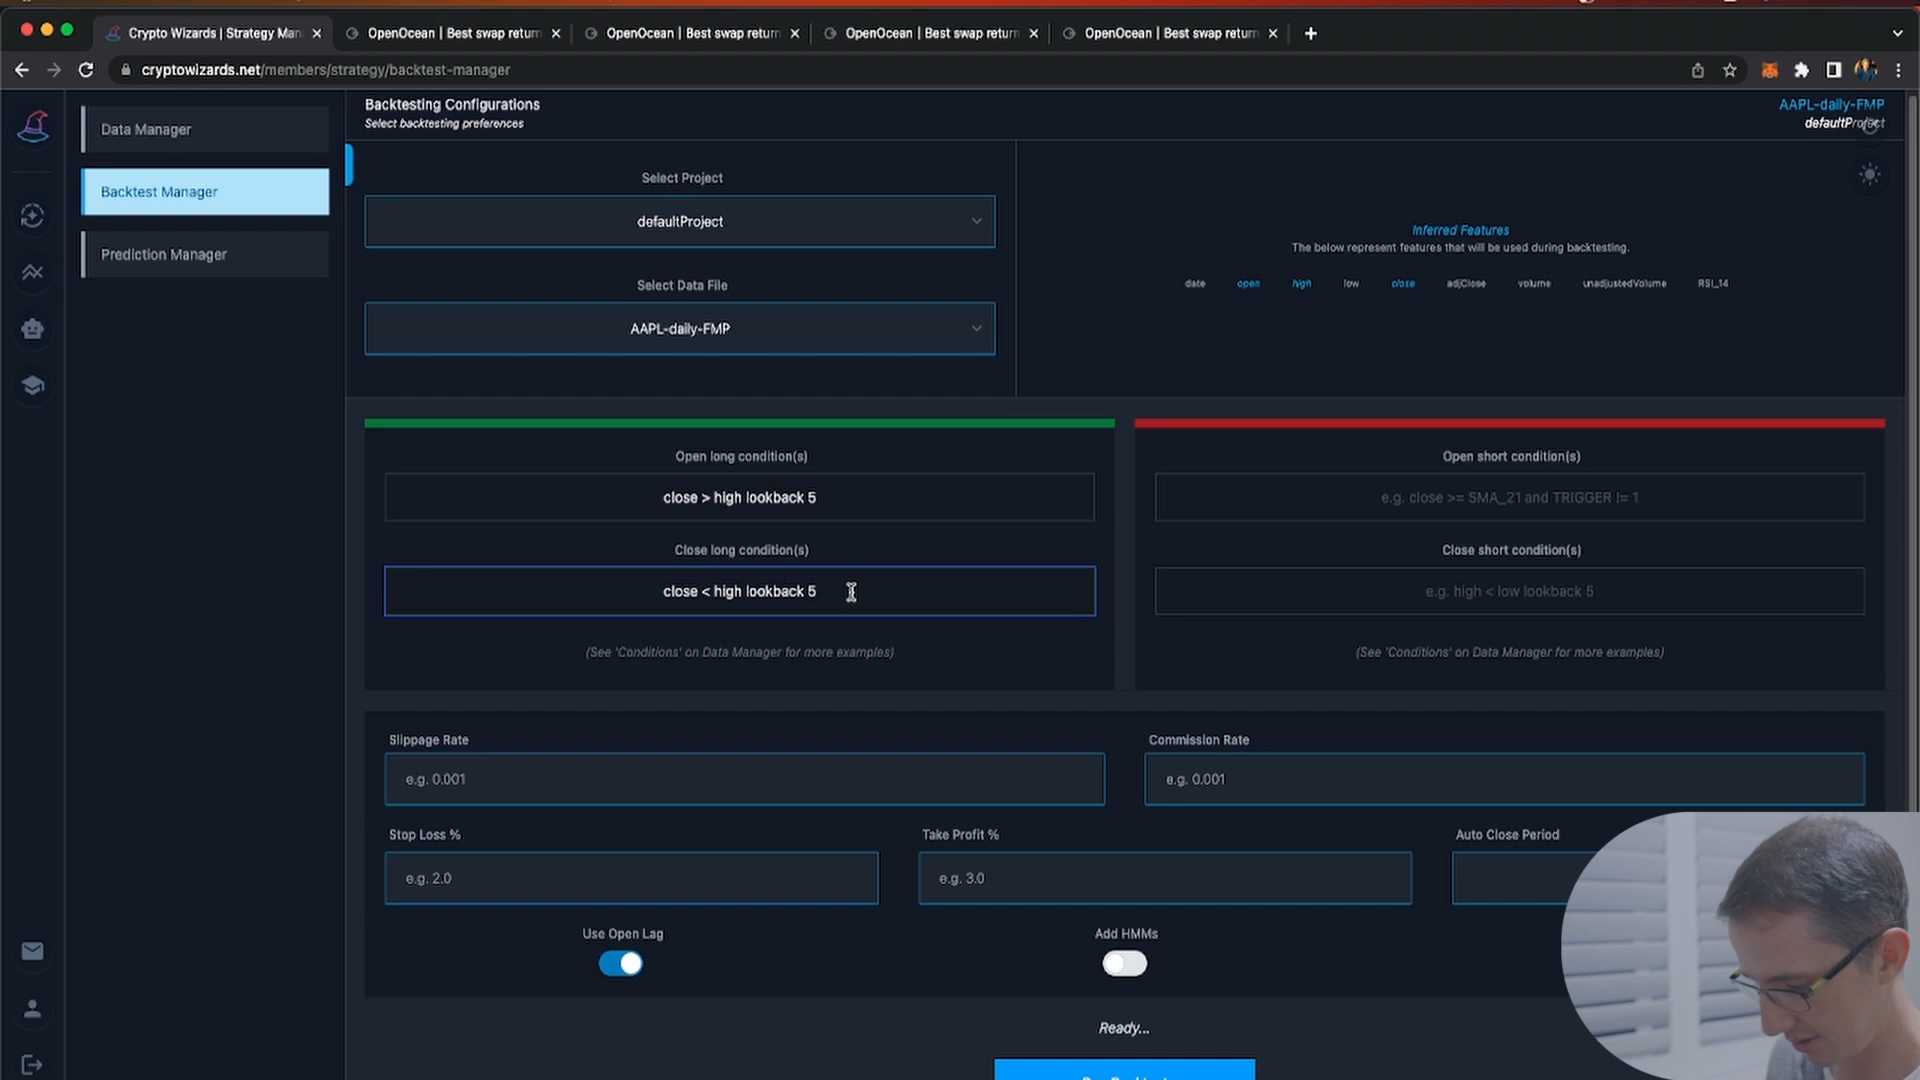 Crypto Wizards | Strategy Man
OpenOcean | Best swap return
OpenOcean | Best swap return
OpenOcean | Best swap return
OpenOcean | Best swap return
cryptowizards.net/members/strategy/backtest-manager
Data Manager
Backtest Manager
Prediction Manager
Backtesting Configurations
Select backtesting preferences
AAPL-daily-FMP
defaultProject
Select Project
defaultProject
Select Data File
AAPL-daily-FMP
Inferred Features
The below represent features that will be used during backtesting.
date open high low close adjClose volume unadjustedVolume RSI_14
Open long condition(s)
close > high lookback 5
Close long condition(s)
close < high lookback 5
(See 'Conditions' on Data Manager for more examples)
Open short condition(s)
e.g. close >= SMA_21 and TRIGGER != 1
Close short condition(s)
e.g. high < low lookback 5
(See 'Conditions' on Data Manager for more examples)
Slippage Rate
e.g. 0.001
Commission Rate
e.g. 0.001
Stop Loss %
e.g. 2.0
Take Profit %
e.g. 3.0
Auto Close Period
Use Open Lag
Add HMMs
Ready...